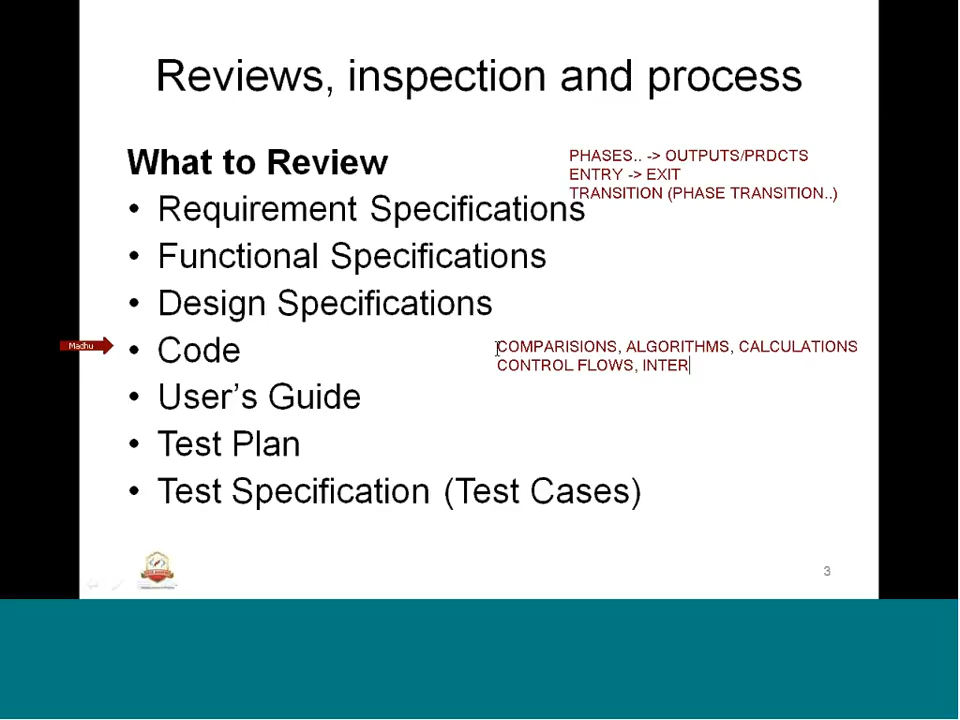 Reviews, inspection and process
What to Review
PHASES.. -> OUTPUTS/PRDCTS
ENTRY -> EXIT
TRANSITION (PHASE TRANSITION..)
• Requirement Specifications
• Functional Specifications
• Design Specifications
Madhu
• Code
COMPARISIONS, ALGORITHMS, CALCULATIONS
CONTROL FLOWS, INTER
• User's Guide
• Test Plan
• Test Specification (Test Cases)
3